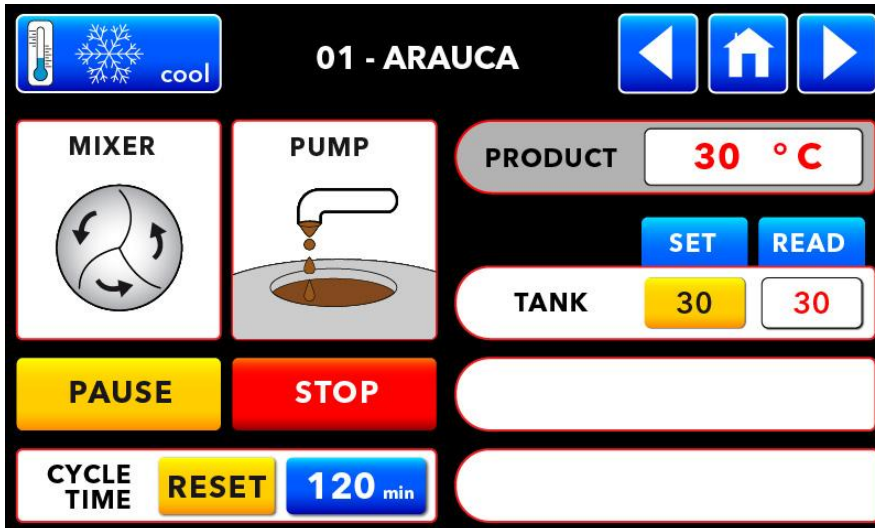 cool
01 - ARAUCA
MIXER
PUMP
PRODUCT 30 °C
SET READ
TANK 30 30
PAUSE
STOP
CYCLE
TIME
RESET
120 min